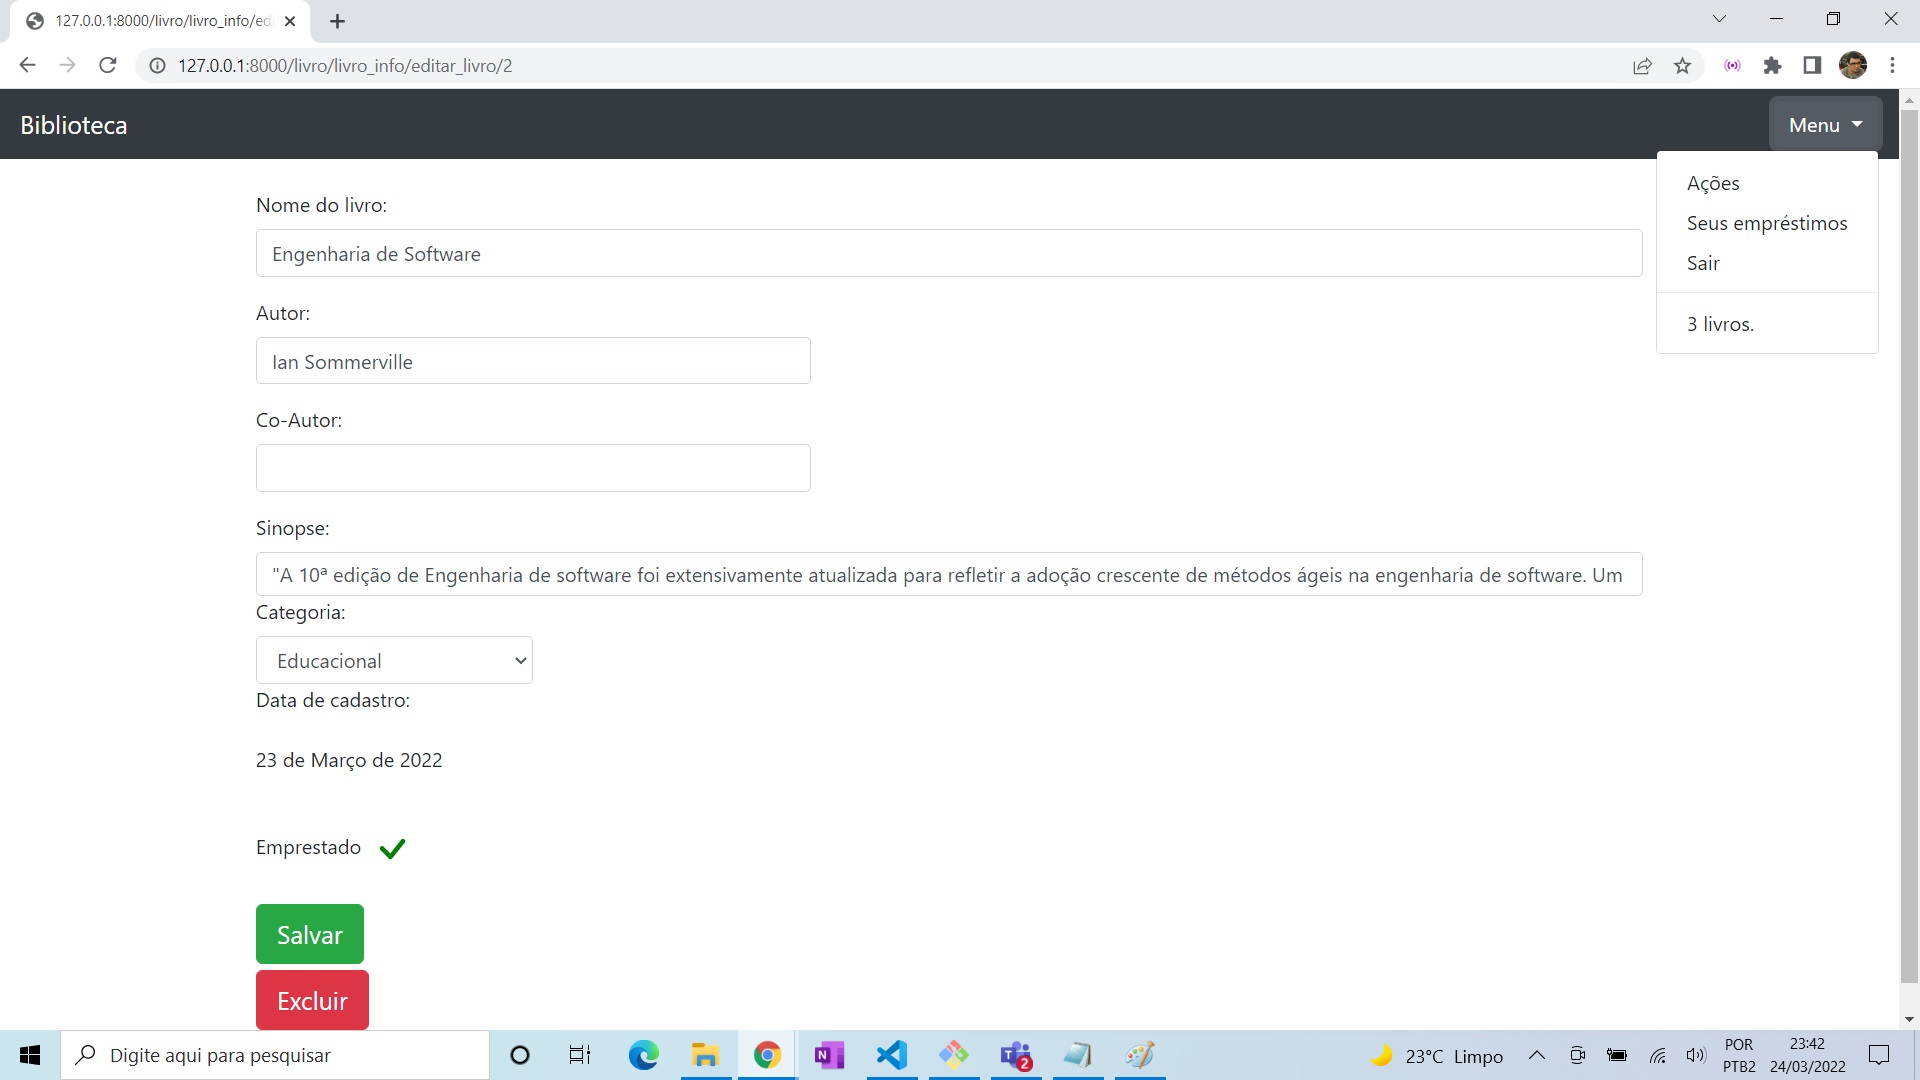 127.0.0.1:8000/livro/livro_info/ed
127.0.0.1:8000/livro/livro_info/editar_livro/2
Biblioteca
Menu
Ações
Seus empréstimos
Sair
3 livros.
Nome do livro:
Engenharia de Software
Autor:
Ian Sommerville
Co-Autor:
Sinopse:
"A 10ª edição de Engenharia de software foi extensivamente atualizada para refletir a adoção crescente de métodos ágeis na engenharia de software. Um
Categoria:
Educacional
Data de cadastro:
23 de Março de 2022
Emprestado
Salvar
Excluir
Digite aqui para pesquisar
N
T
2
23°C Limpo
POR
PTB2
23:42
24/03/2022